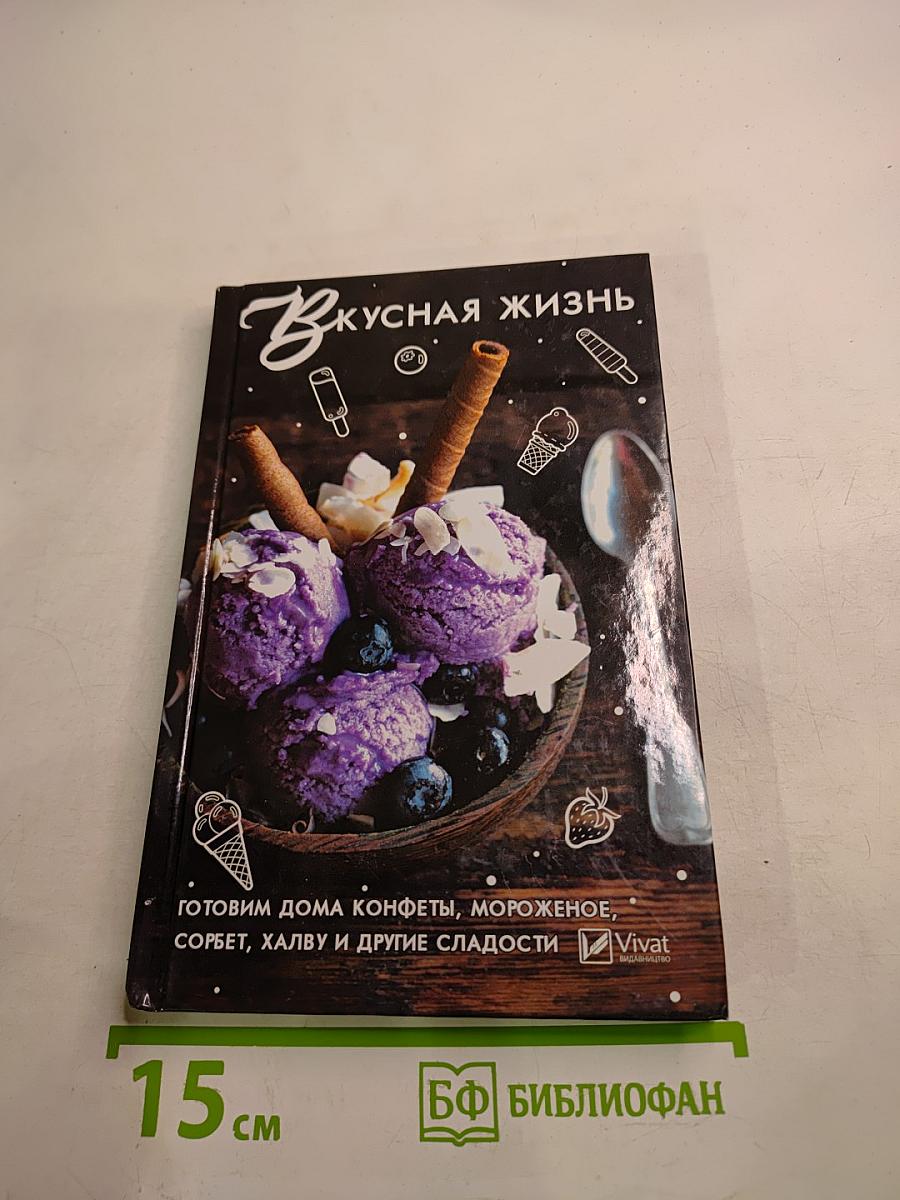 Вкусная жизнь
готовим дома конфеты, мороженое,
сорбет, халву и другие сладости
Vivat
ВИДАВНИЦТВО
15 см
БФ БИБЛИОФАН